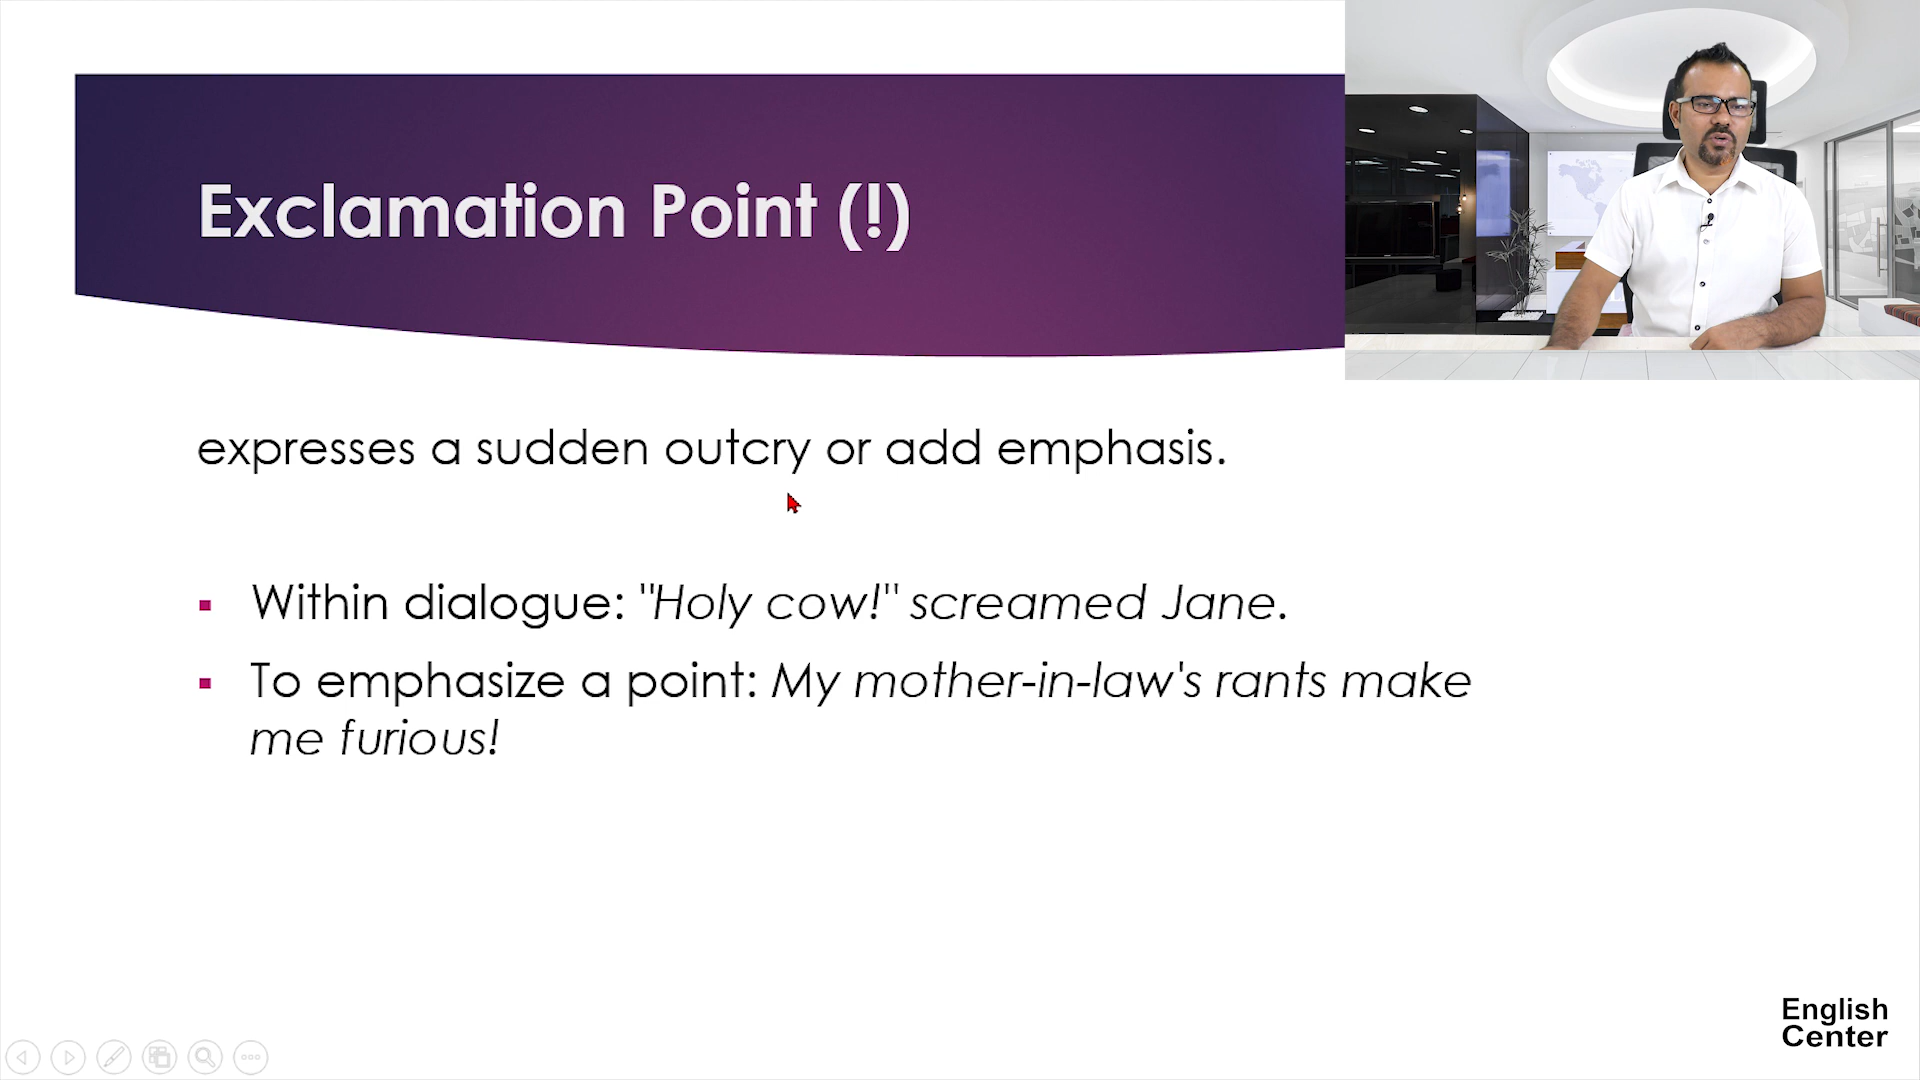 Exclamation Point (!)
expresses a sudden outcry or add emphasis.
▪ Within dialogue: "Holy cow!" screamed Jane.
▪ To emphasize a point: My mother-in-law's rants make
me furious!
English
Center